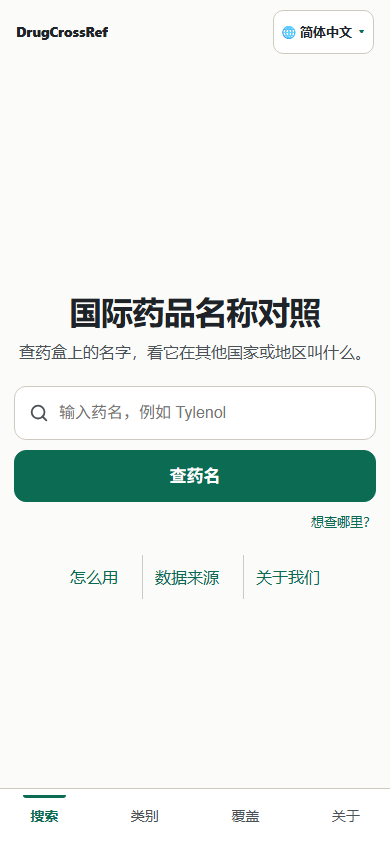 DrugCrossRef
🌐 简体中文
国际药品名称对照
查药盒上的名字，看它在其他国家或地区叫什么。
输入药名，例如 Tylenol
查药名
想查哪里?
怎么用
数据来源
关于我们
搜索
类别
覆盖
关于